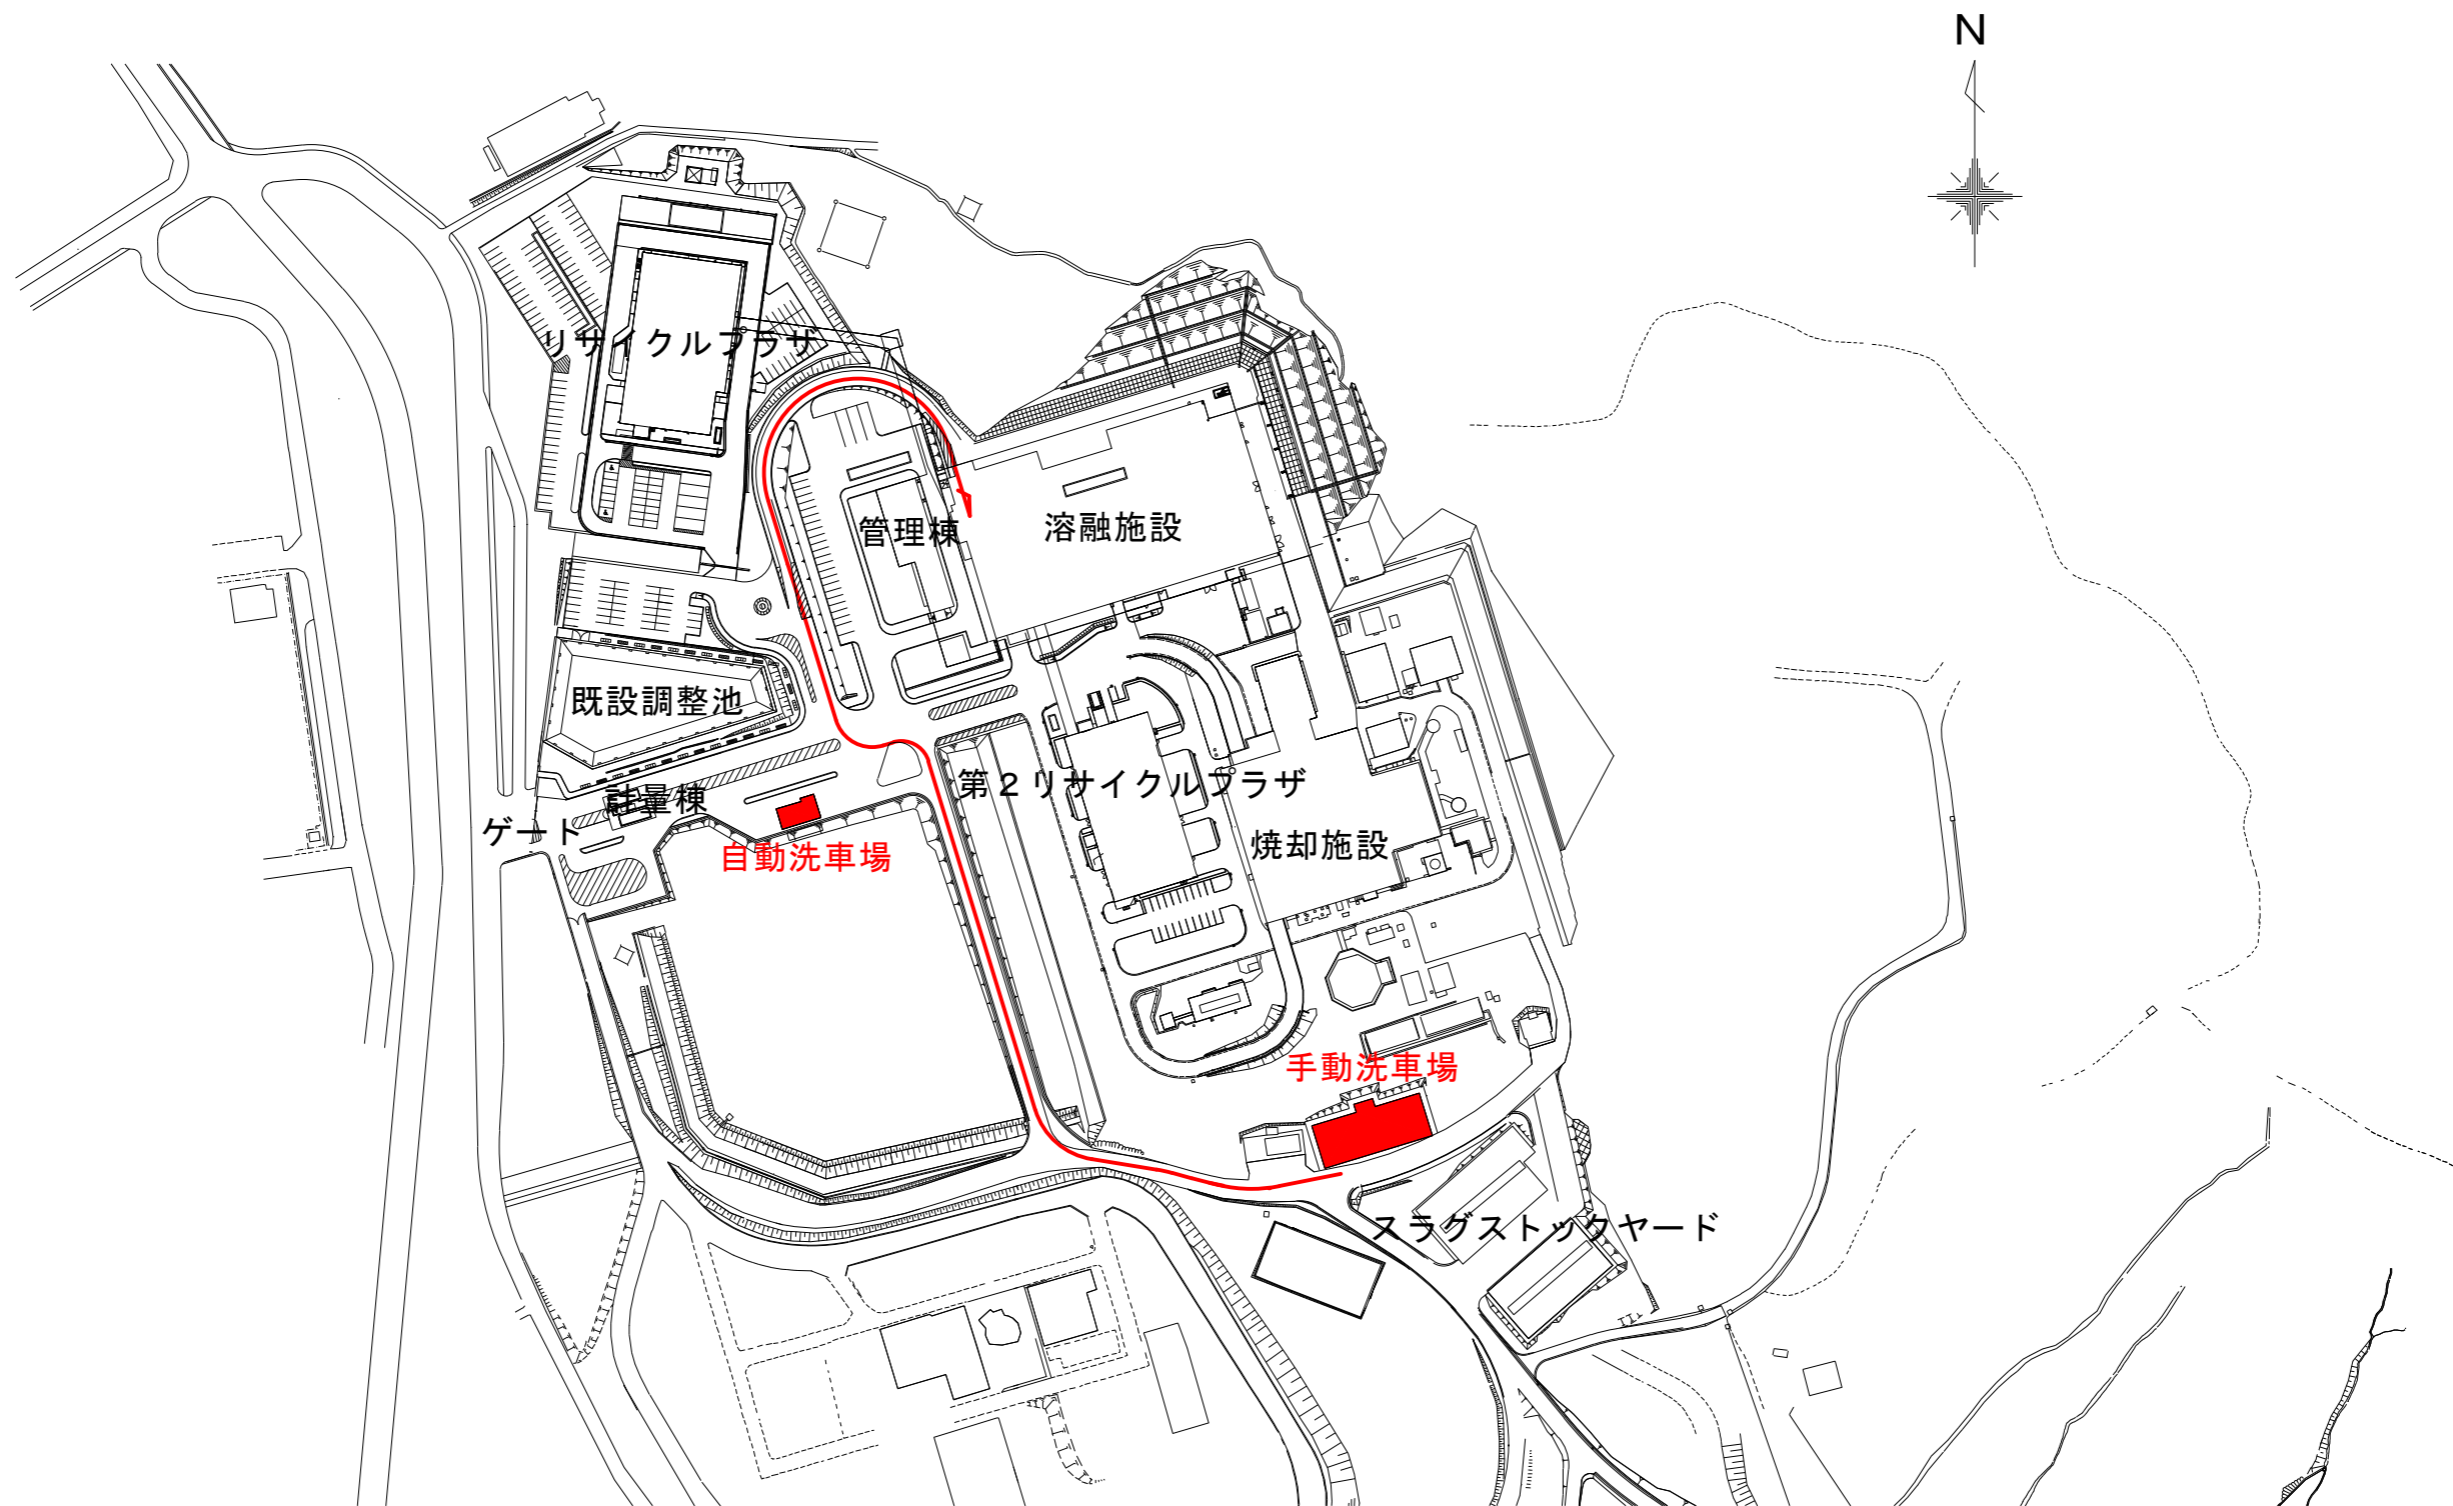 N
リサイクルプラザ
管理棟
溶融施設
既設調整池
第２リサイクルプラザ
計量棟
ゲート
自動洗車場
焼却施設
手動洗車場
スラグストックヤード